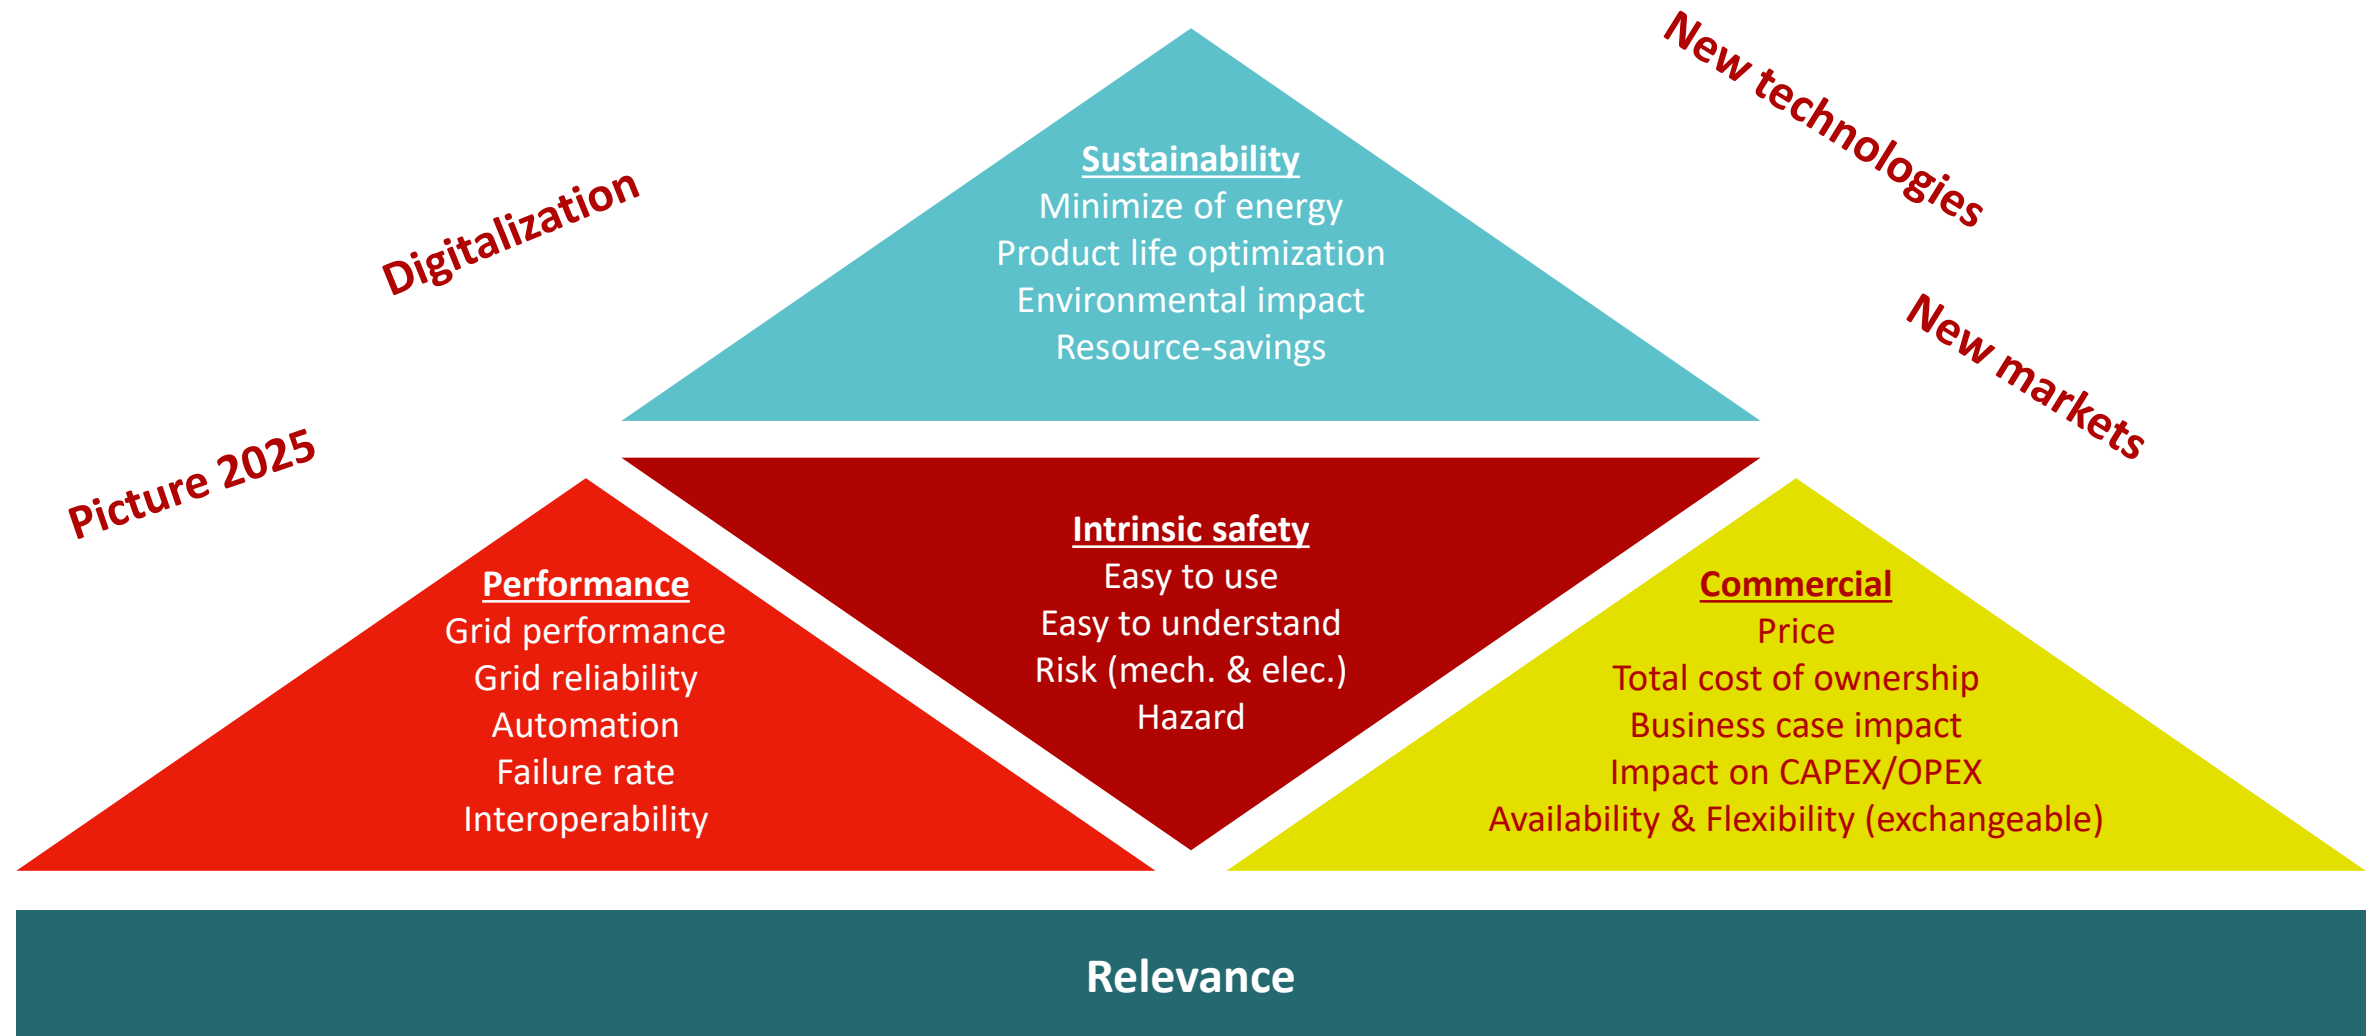 New technologies
Digitalization
New markets
Picture 2025
Sustainability
Minimize of energy
Product life optimization
Environmental impact
Resource-savings
Intrinsic safety
Easy to use
Easy to understand
Risk (mech. & elec.)
Hazard
Performance
Grid performance
Grid reliability
Automation
Failure rate
Interoperability
Commercial
Price
Total cost of ownership
Business case impact
Impact on CAPEX/OPEX
Availability & Flexibility (exchangeable)
Relevance